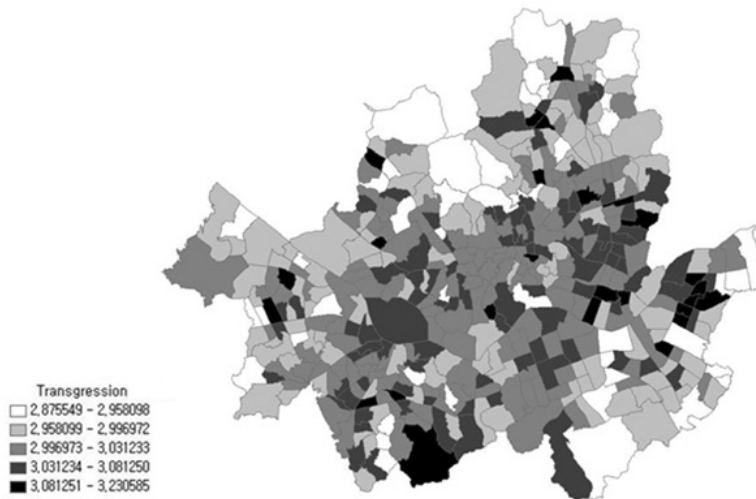 Transgression
2,875549 - 2,958098
2,958099 - 2,996972
2,996973 - 3,031233
3,031234 - 3,081250
3,081251 - 3,230585